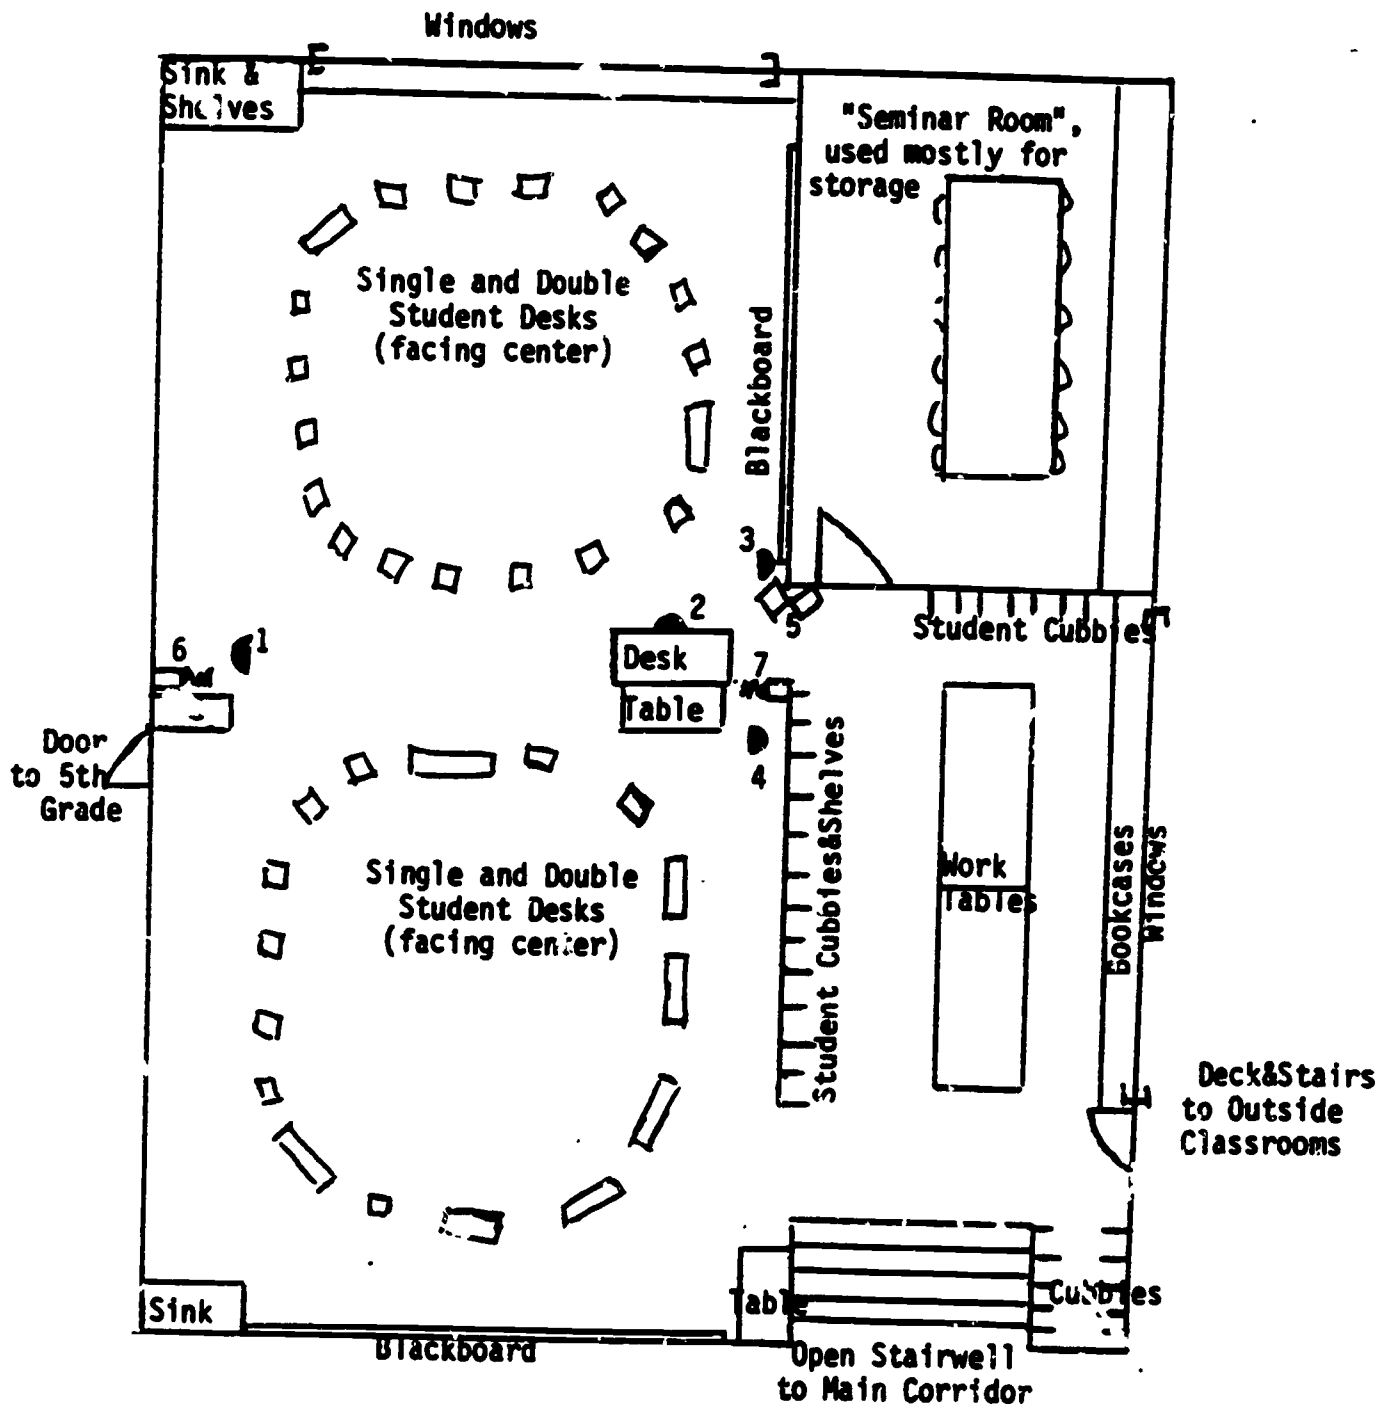 Windows
Sink &
Shelves
"Seminar Room",
used mostly for
storage
Single and Double
Student Desks
(facing center)
Blackboard
3
2
5
Student Cubbies
1
6
Desk
7
Table
Door
to 5th
Grade
4
Student Cubbies&Shelves
Single and Double
Student Desks
(facing center)
Work
Tables
Bookcases
Windows
Deck&Stairs
to Outside
Classrooms
Sink
Blackboard
Table
Cubbies
Open Stairwell
to Main Corridor